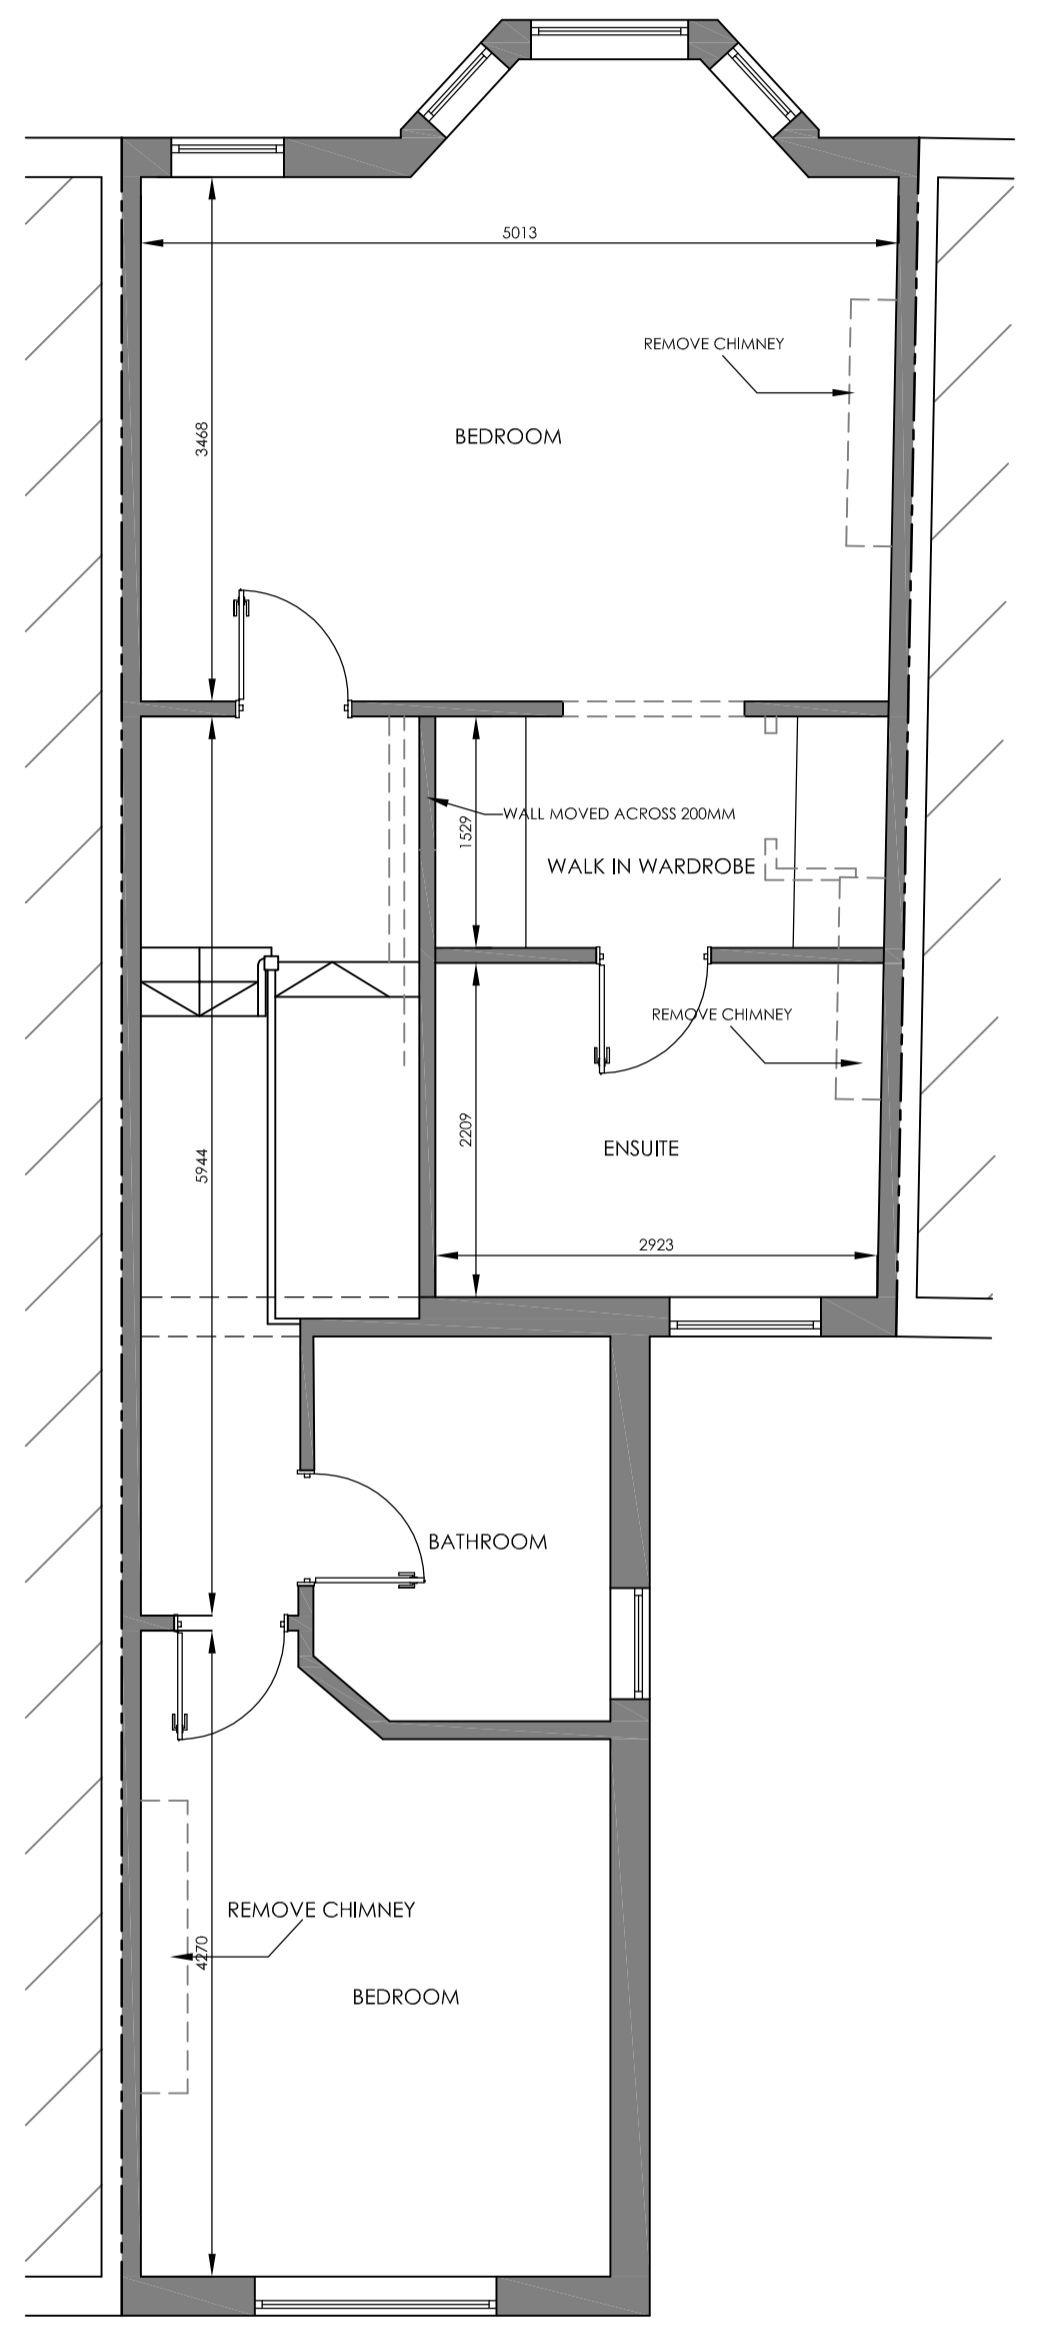 5013
REMOVE CHIMNEY
3468
BEDROOM
WALL MOVED ACROSS 200MM
1529
WALK IN WARDROBE
REMOVE CHIMNEY
2209
ENSUITE
5944
2923
BATHROOM
REMOVE CHIMNEY
4270
BEDROOM